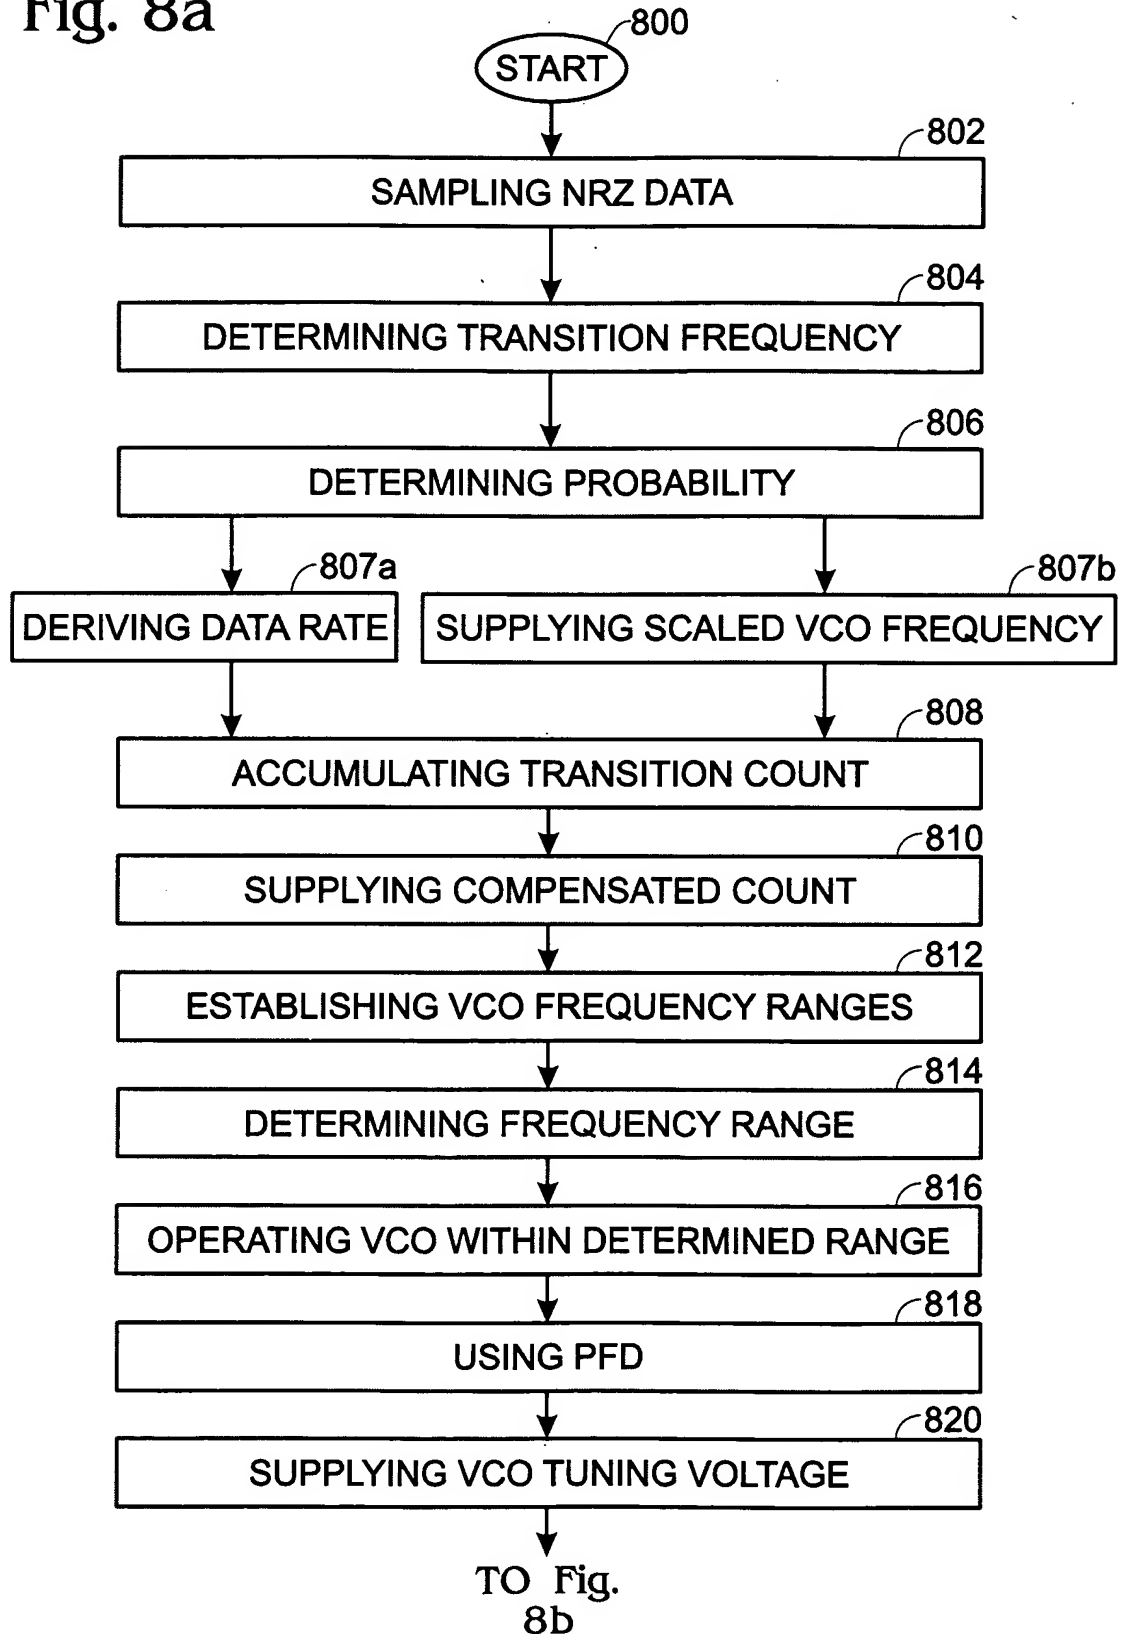 Fig. 8a
800
START
802
SAMPLING NRZ DATA
804
DETERMINING TRANSITION FREQUENCY
806
DETERMINING PROBABILITY
807a
807b
DERIVING DATA RATE
SUPPLYING SCALED VCO FREQUENCY
808
ACCUMULATING TRANSITION COUNT
810
SUPPLYING COMPENSATED COUNT
812
ESTABLISHING VCO FREQUENCY RANGES
814
DETERMINING FREQUENCY RANGE
816
OPERATING VCO WITHIN DETERMINED RANGE
818
USING PFD
820
SUPPLYING VCO TUNING VOLTAGE
TO Fig.
8b